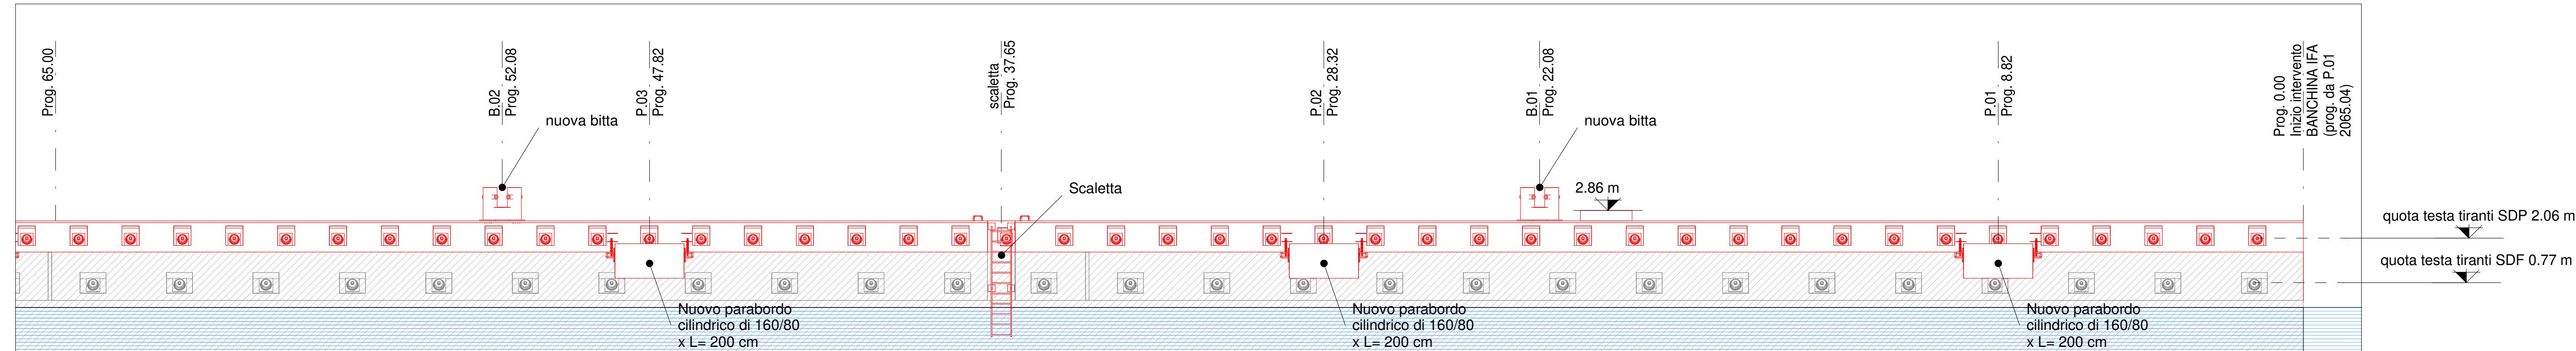 Prog. 65.00
B.02
Prog. 52.08
P.03
Prog. 47.82
scaletta
Prog. 37.65
P.02
Prog. 28.32
B.01
Prog. 22.08
P.01
Prog. 8.82
Prog. 0.00
Inizio intervento
BANCHINA IFA
(prog. da P.01
2065.04)
nuova bitta
nuova bitta
Scaletta
2.86 m
quota testa tiranti SDP 2.06 m
quota testa tiranti SDF 0.77 m
Nuovo parabordo
cilindrico di 160/80
x L= 200 cm
Nuovo parabordo
cilindrico di 160/80
x L= 200 cm
Nuovo parabordo
cilindrico di 160/80
x L= 200 cm